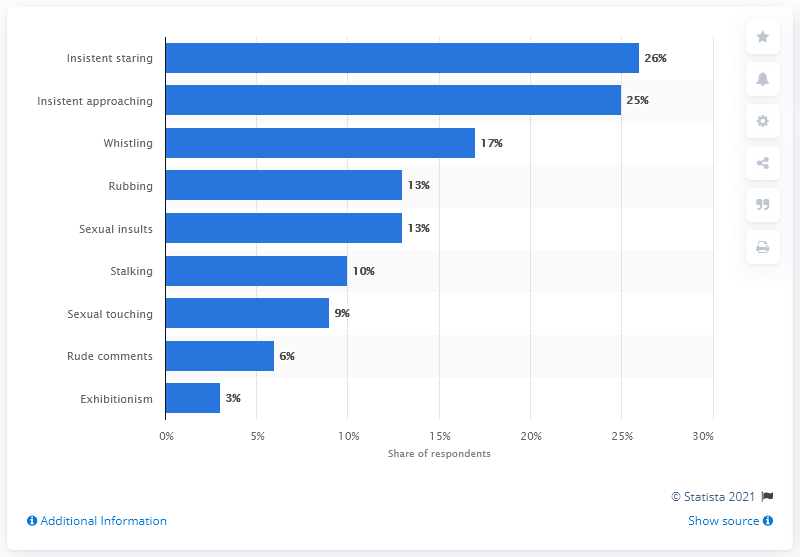 Insistent staring 26%
Insistent approaching 25%
Whistling 17%
Rubbing 13%
Sexual insults 13%
Stalking 10%
Sexual touching 9%
Rude comments 6%
Exhibitionism 3%
0% 5% 10% 15% 20% 25% 30%
Share of respondents
© Statista 2021
Additional Information Show source